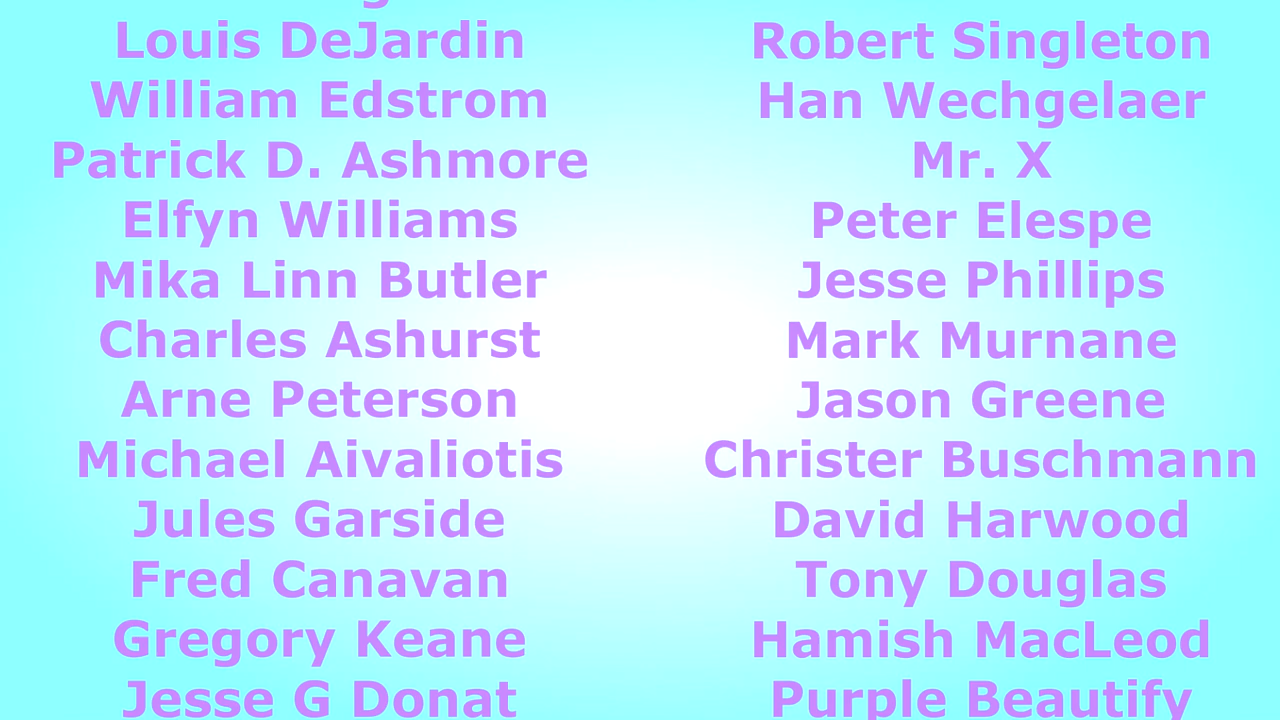 Louis DeJardin
William Edstrom
Patrick D. Ashmore
Elfyn Williams
Mika Linn Butler
Charles Ashurst
Arne Peterson
Michael Aivaliotis
Jules Garside
Fred Canavan
Gregory Keane
Jesse G Donat
Robert Singleton
Han Wechgelaer
Mr. X
Peter Elespe
Jesse Phillips
Mark Murnane
Jason Greene
Christer Buschmann
David Harwood
Tony Douglas
Hamish MacLeod
Purple Beautify